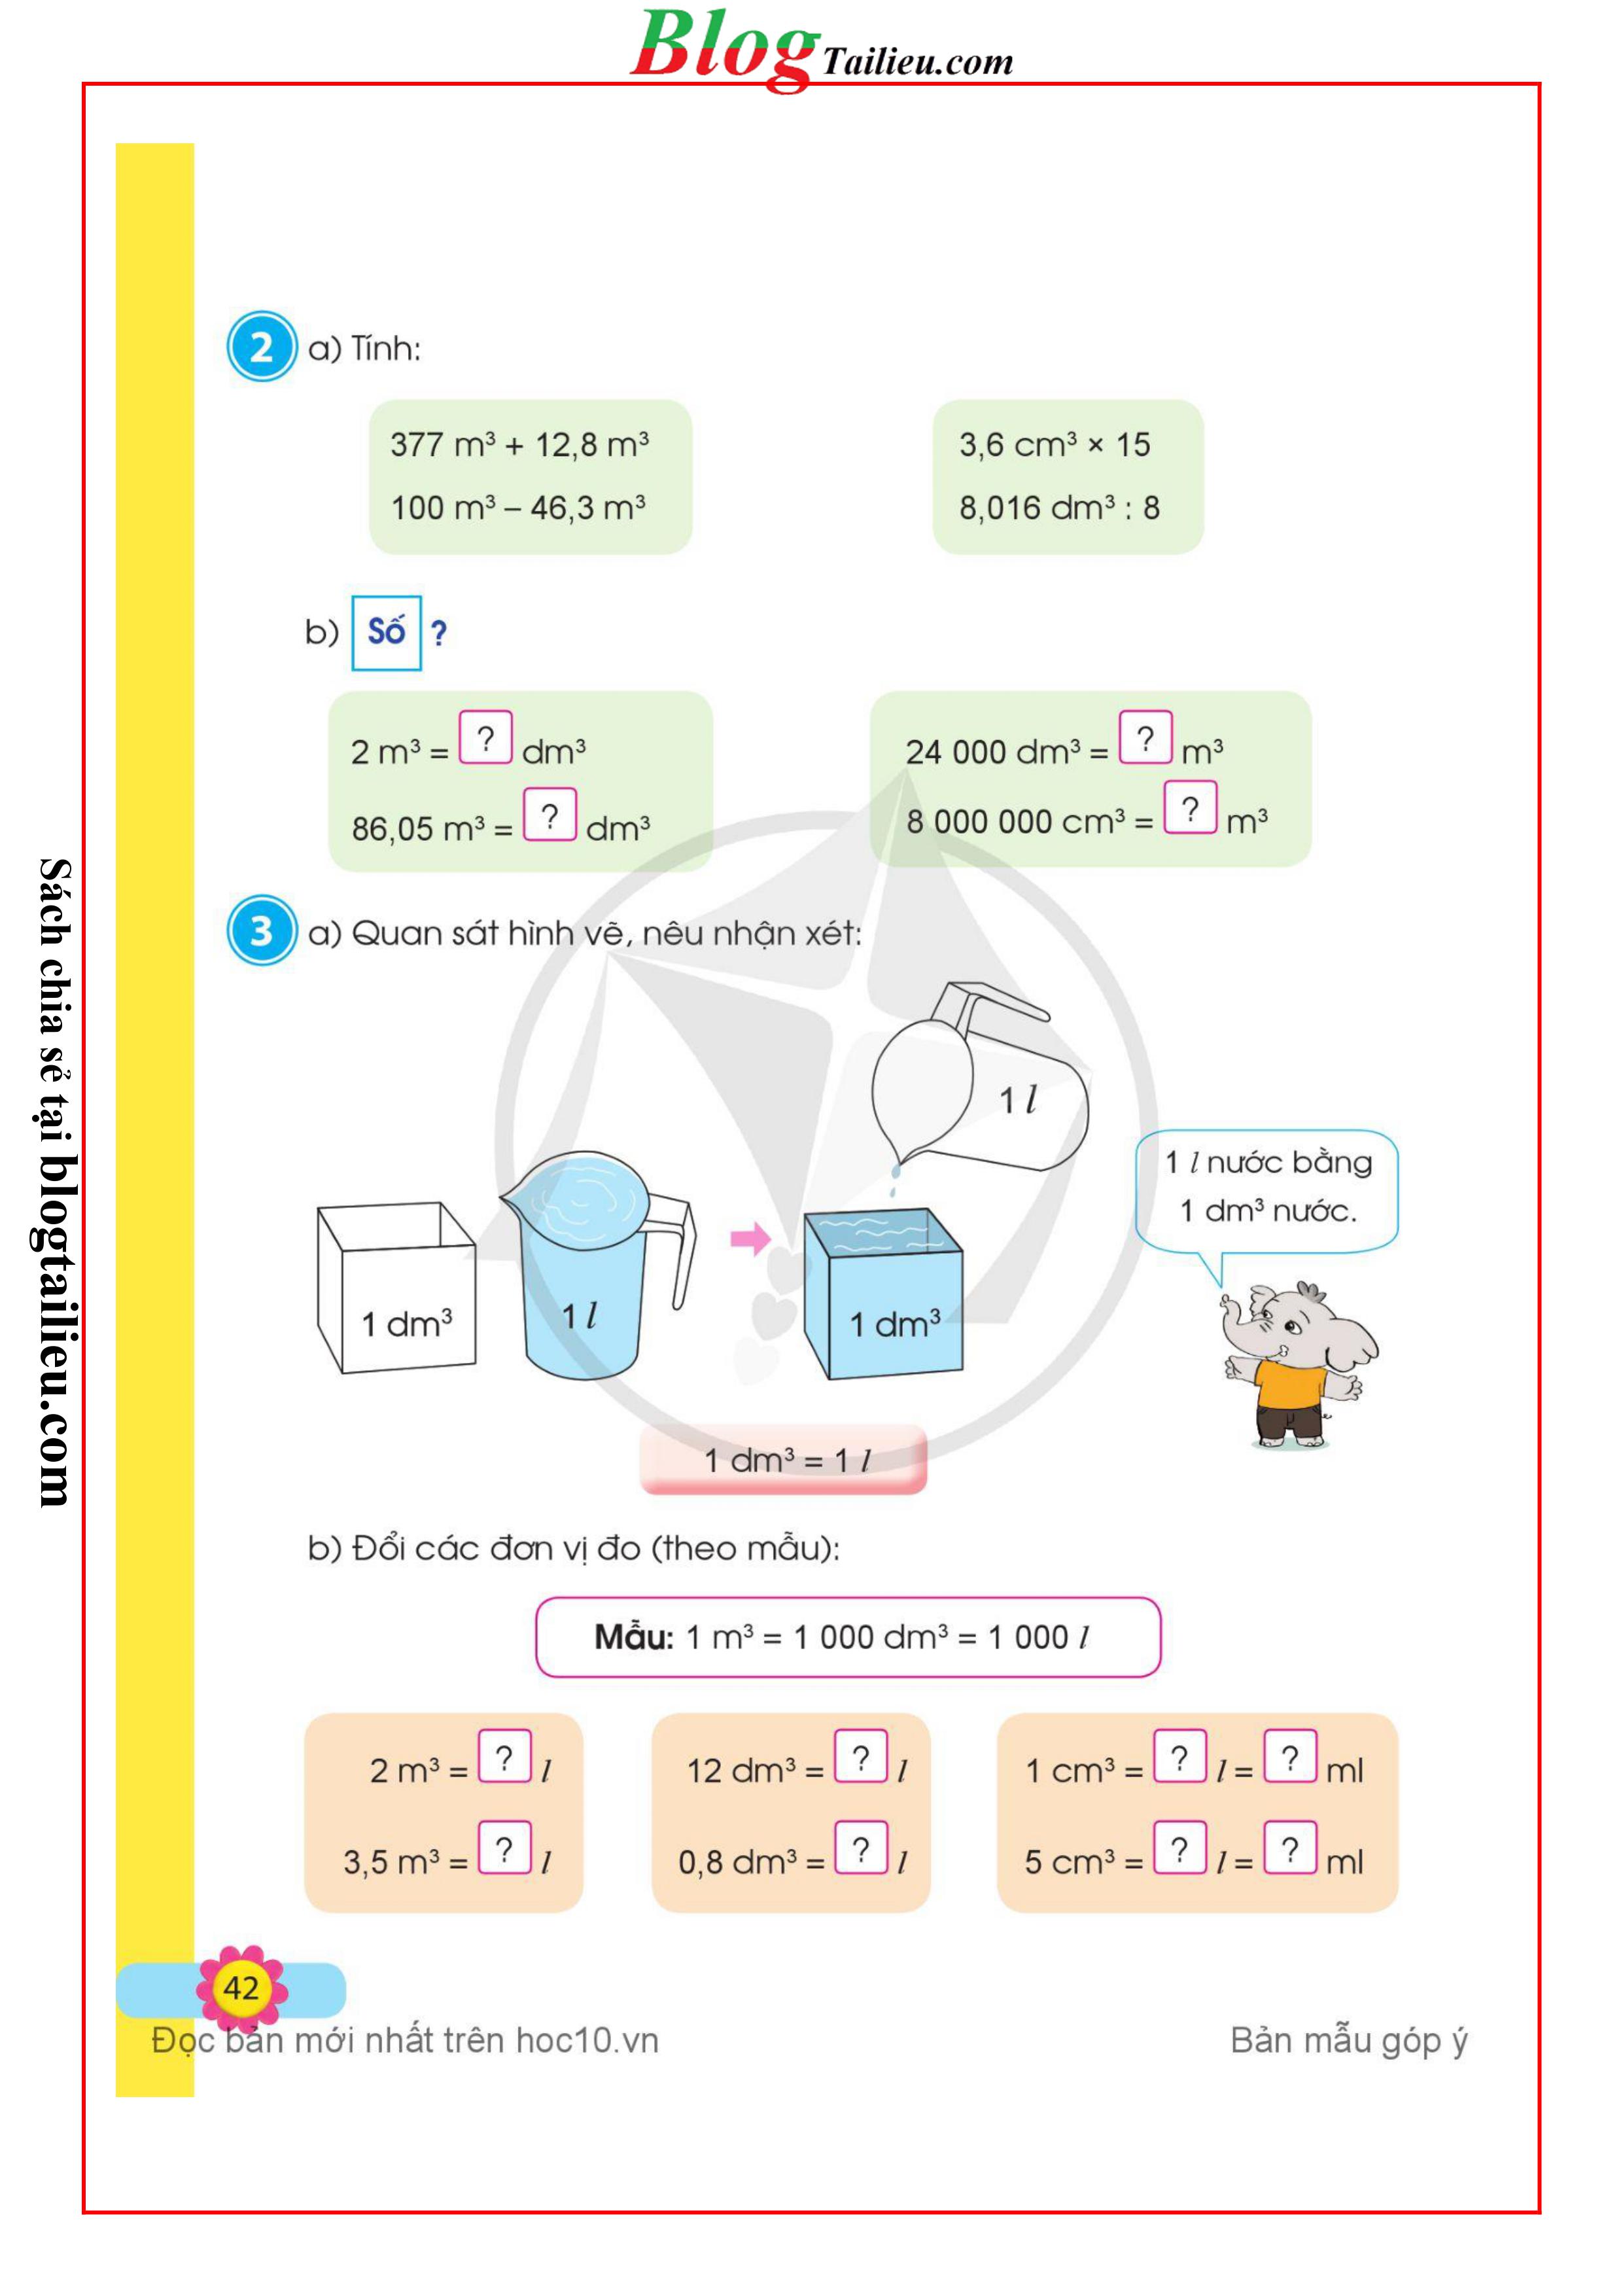 Blog Tailieu.com
2 a) Tính:
377 m³ + 12,8 m³
100 m³ – 46,3 m³
3,6 cm³ × 15
8,016 dm³ : 8
b) Số ?
2 m³ = ? dm³
86,05 m³ = ? dm³
24 000 dm³ = ? m³
8 000 000 cm³ = ? m³
3 a) Quan sát hình vẽ, nêu nhận xét:
1 l
1 l nước bằng
1 dm³ nước.
1 dm³
1 l
1 dm³
1 dm³ = 1 l
b) Đổi các đơn vị đo (theo mẫu):
Mẫu: 1 m³ = 1 000 dm³ = 1 000 l
2 m³ = ? l
3,5 m³ = ? l
12 dm³ = ? l
0,8 dm³ = ? l
1 cm³ = ? l = ? ml
5 cm³ = ? l = ? ml
42
Đọc bản mới nhất trên hoc10.vn
Bản mẫu góp ý
Sách chia sẻ tại blogtailieu.com